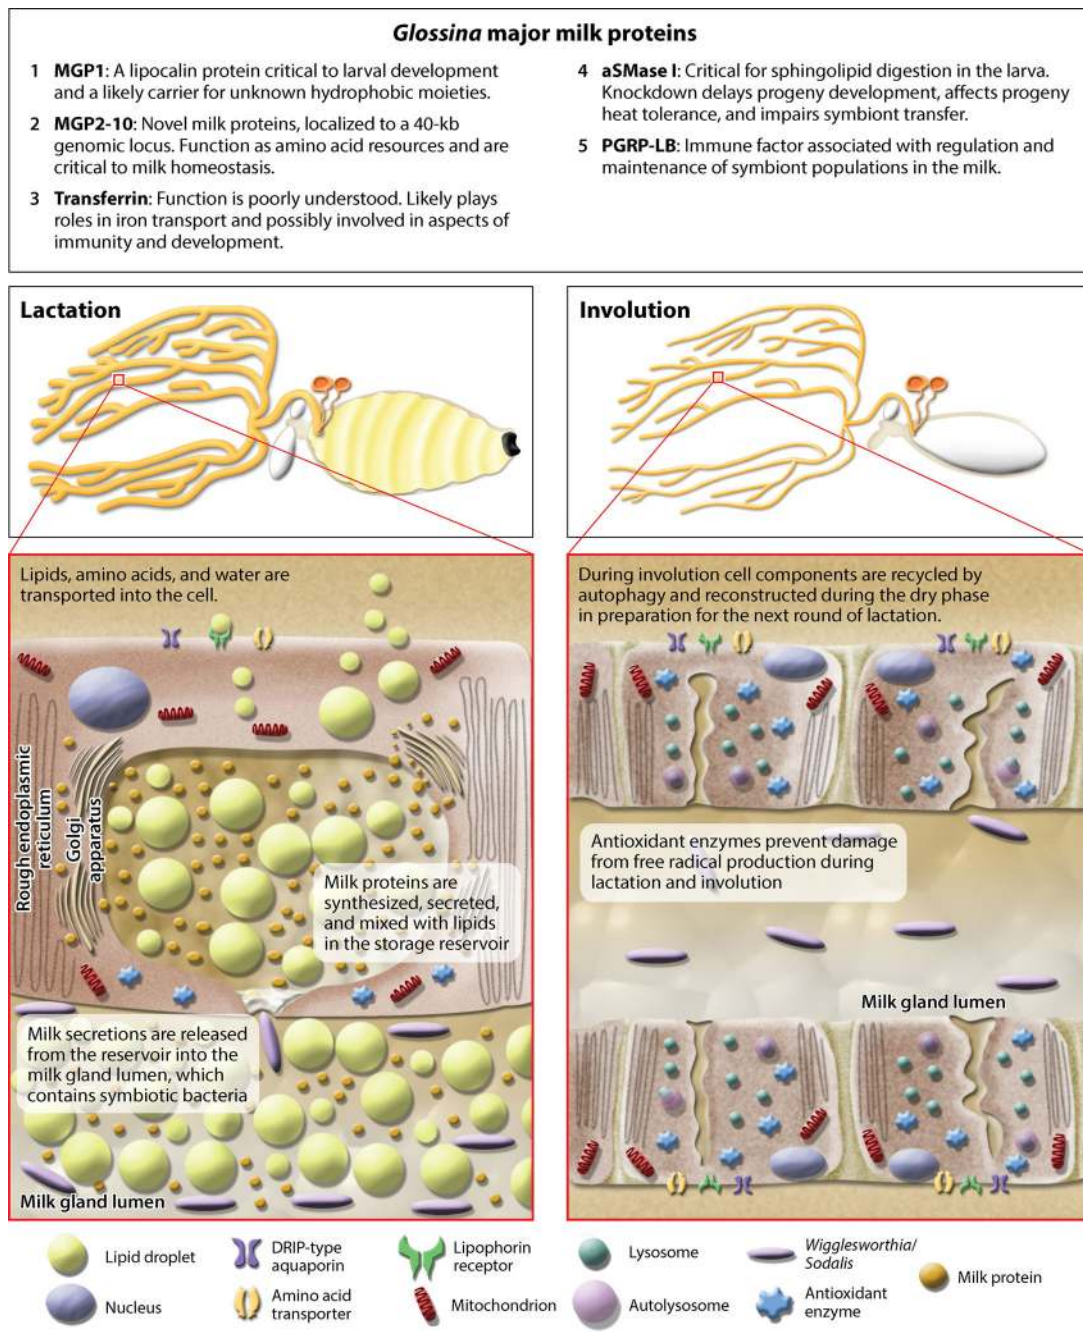 Glossina major milk proteins
1 MGP1: A lipocalin protein critical to larval development
and a likely carrier for unknown hydrophobic moieties.
2 MGP2-10: Novel milk proteins, localized to a 40-kb
genomic locus. Function as amino acid resources and are
critical to milk homeostasis.
3 Transferrin: Function is poorly understood. Likely plays
roles in iron transport and possibly involved in aspects of
immunity and development.
4 aSMase I: Critical for sphingolipid digestion in the larva.
Knockdown delays progeny development, affects progeny
heat tolerance, and impairs symbiont transfer.
5 PGRP-LB: Immune factor associated with regulation and
maintenance of symbiont populations in the milk.
Lactation
Lipids, amino acids, and water are
transported into the cell.
Rough endoplasmic
reticulum
Golgi
apparatus
Milk proteins are
synthesized, secreted,
and mixed with lipids
in the storage reservoir
Milk secretions are released
from the reservoir into the
milk gland lumen, which
contains symbiotic bacteria
Milk gland lumen
Involution
During involution cell components are recycled by
autophagy and reconstructed during the dry phase
in preparation for the next round of lactation.
Antioxidant enzymes prevent damage
from free radical production during
lactation and involution
Milk gland lumen
Lipid droplet
Nucleus
DRIP-type
aquaporin
Amino acid
transporter
Lipophorin
receptor
Mitochondrion
Lysosome
Autolysosome
Wigglesworthia/
Sodalis
Antioxidant
enzyme
Milk protein